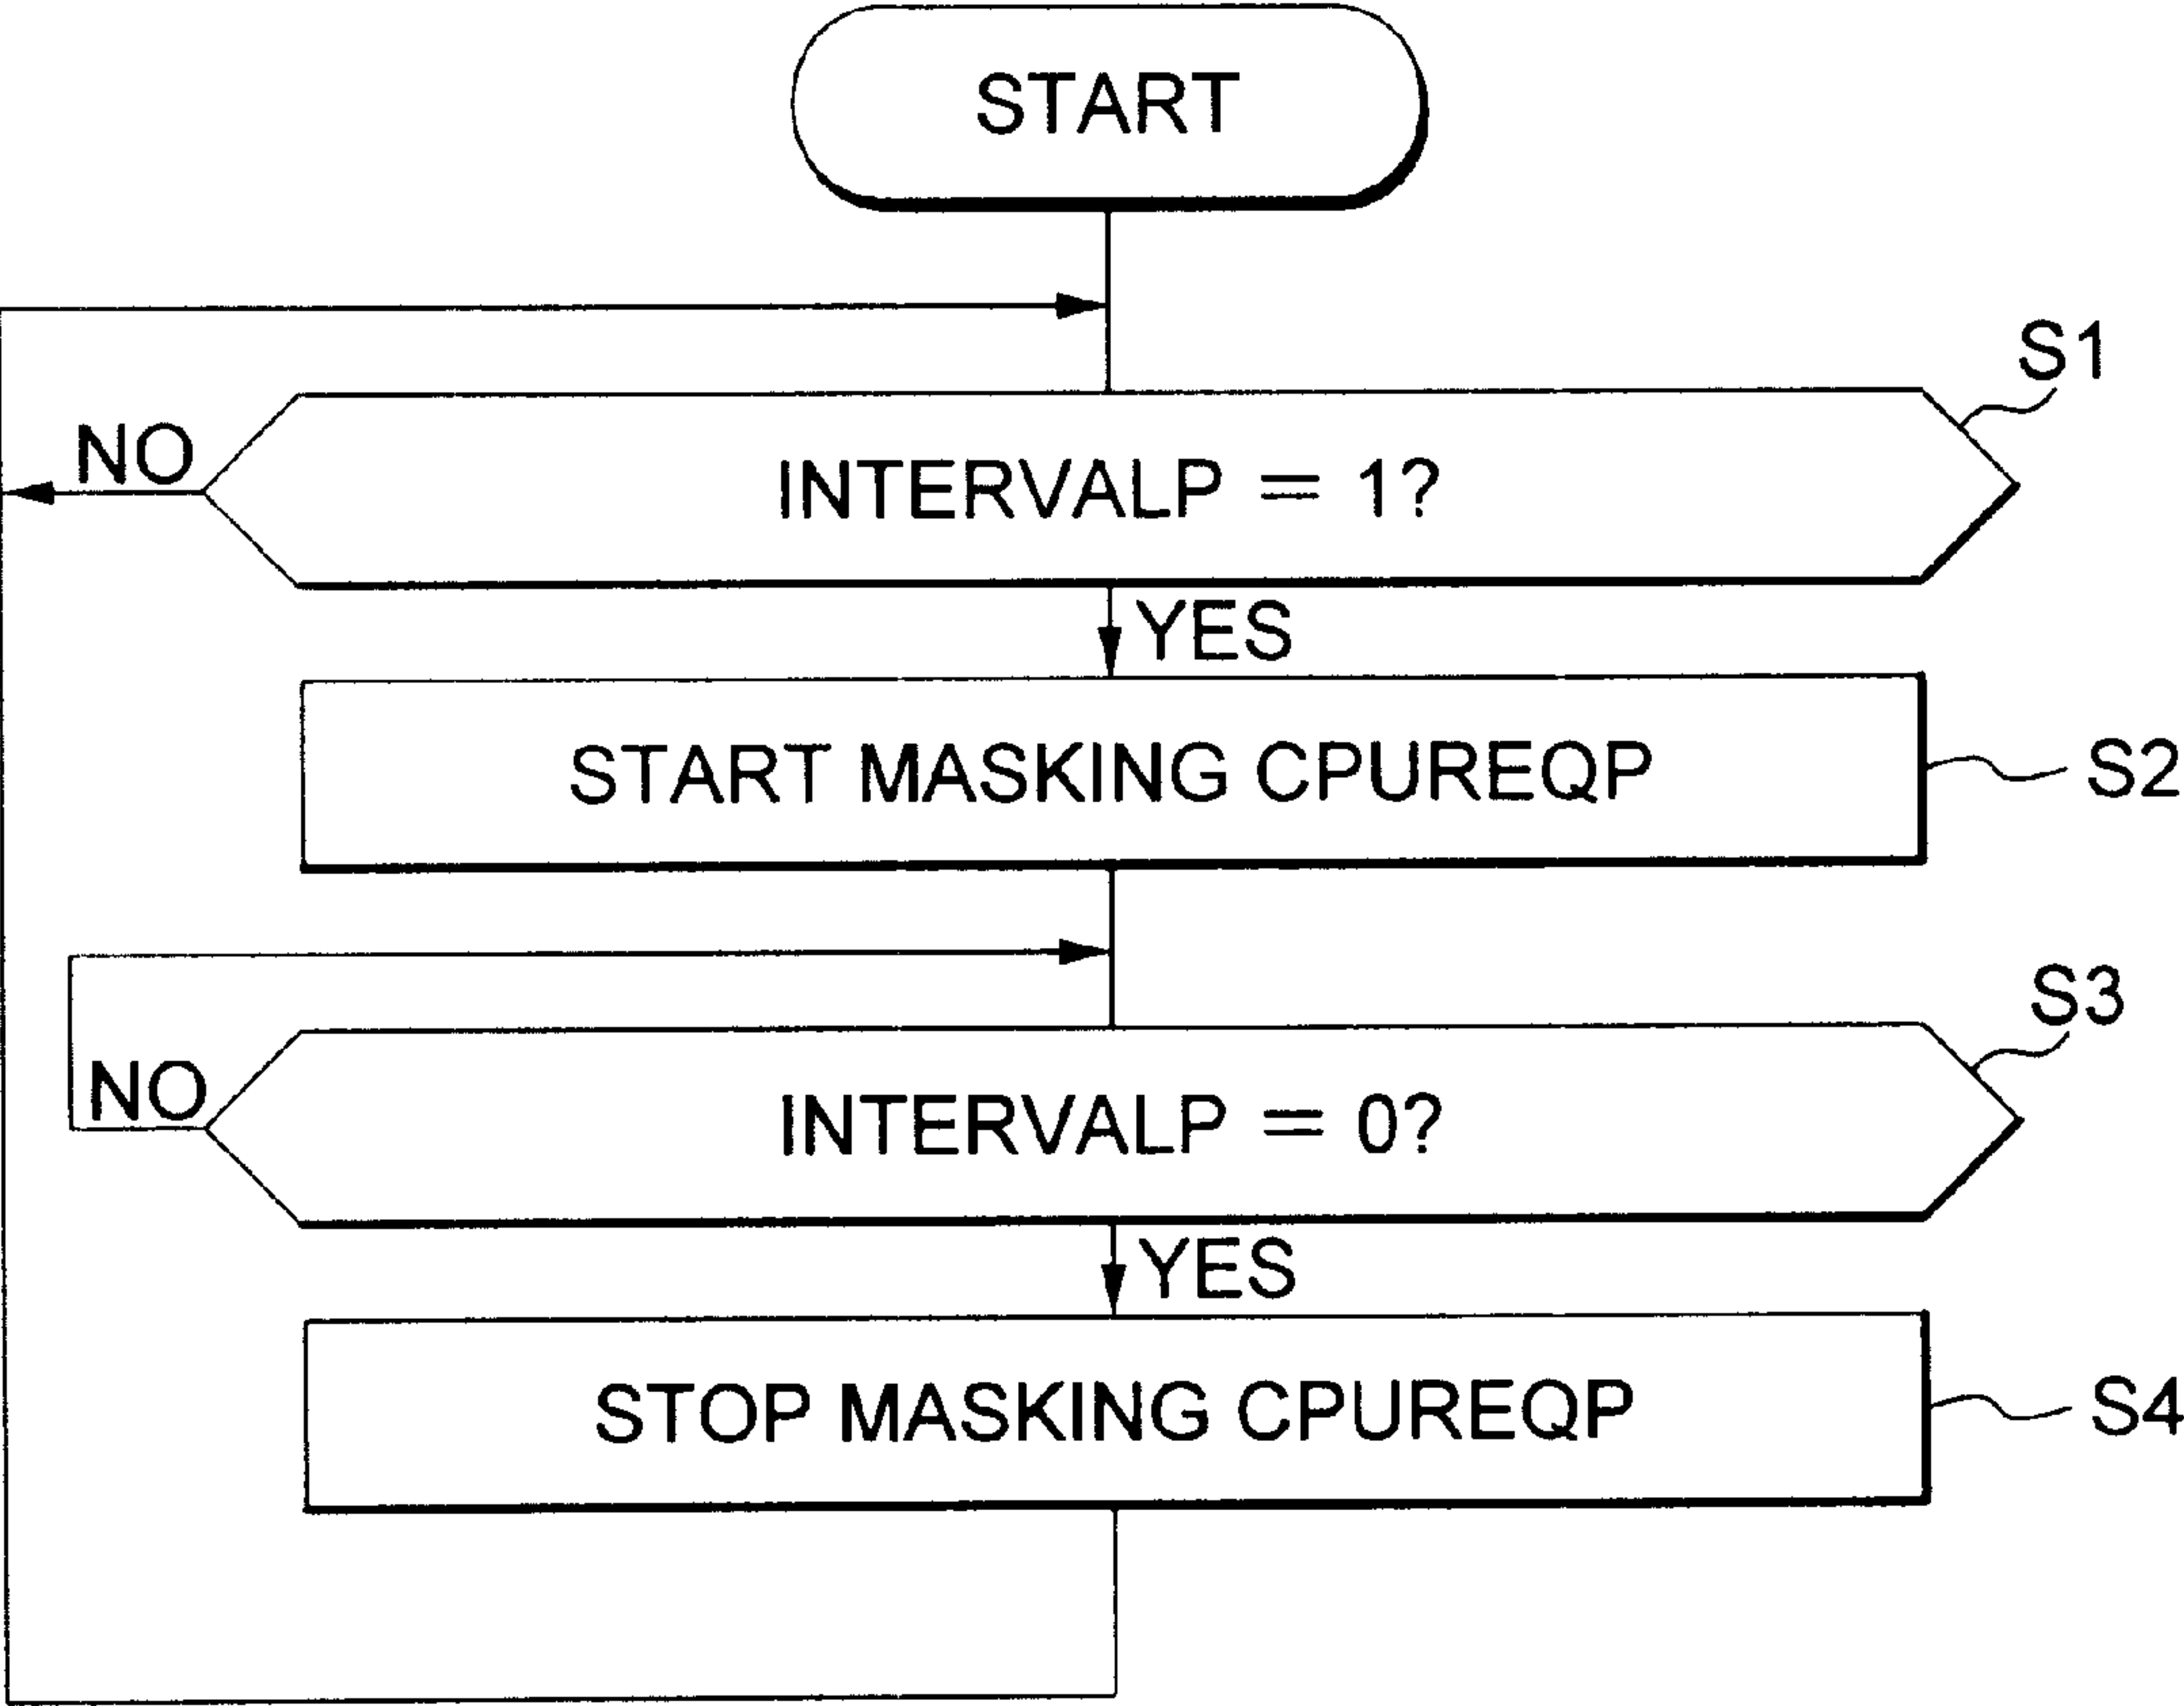 START
S1
NO
INTERVALP = 1?
YES
START MASKING CPUREQP
S2
S3
NO
INTERVALP = 0?
YES
STOP MASKING CPUREQP
S4